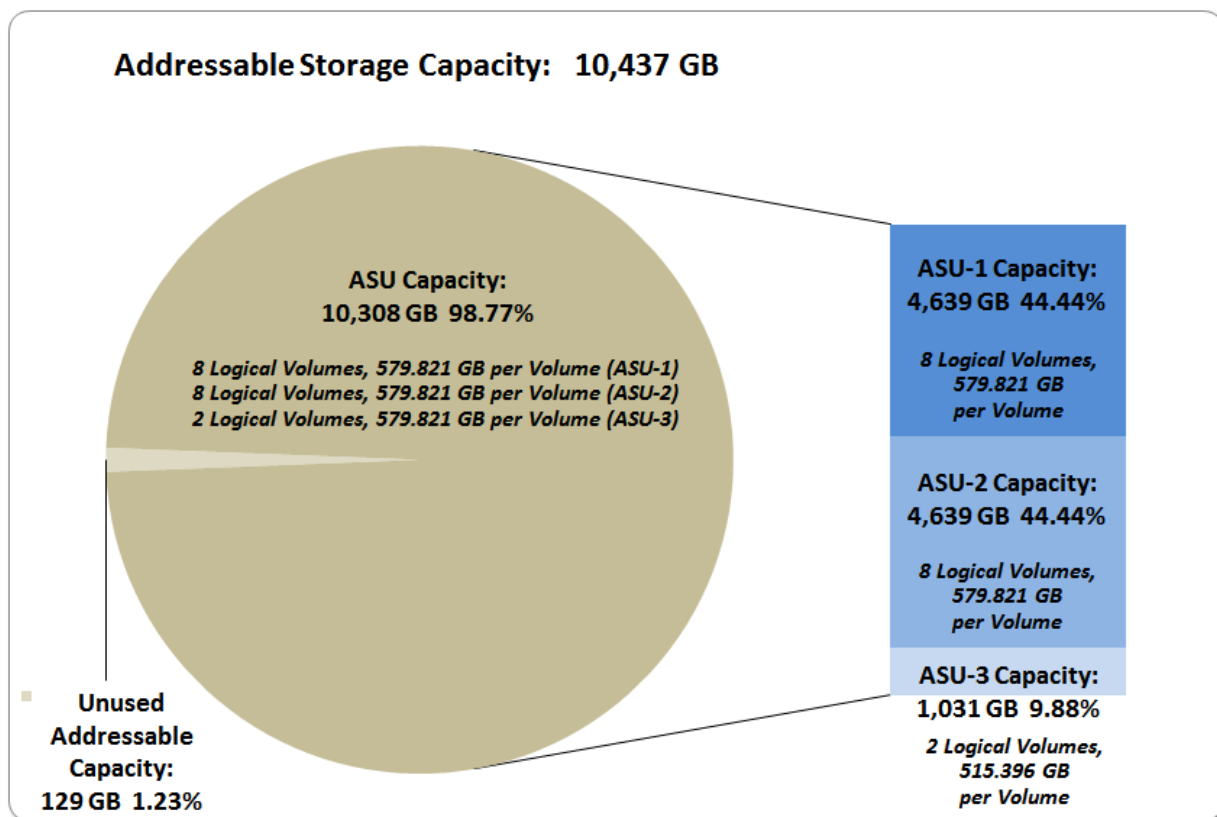 Addressable Storage Capacity: 10,437 GB
ASU Capacity:
10,308 GB 98.77%
8 Logical Volumes, 579.821 GB per Volume (ASU-1)
8 Logical Volumes, 579.821 GB per Volume (ASU-2)
2 Logical Volumes, 579.821 GB per Volume (ASU-3)
ASU-1 Capacity:
4,639 GB 44.44%
8 Logical Volumes,
579.821 GB
per Volume
ASU-2 Capacity:
4,639 GB 44.44%
8 Logical Volumes,
579.821 GB
per Volume
ASU-3 Capacity:
1,031 GB 9.88%
2 Logical Volumes,
515.396 GB
per Volume
Unused
Addressable
Capacity:
129 GB 1.23%